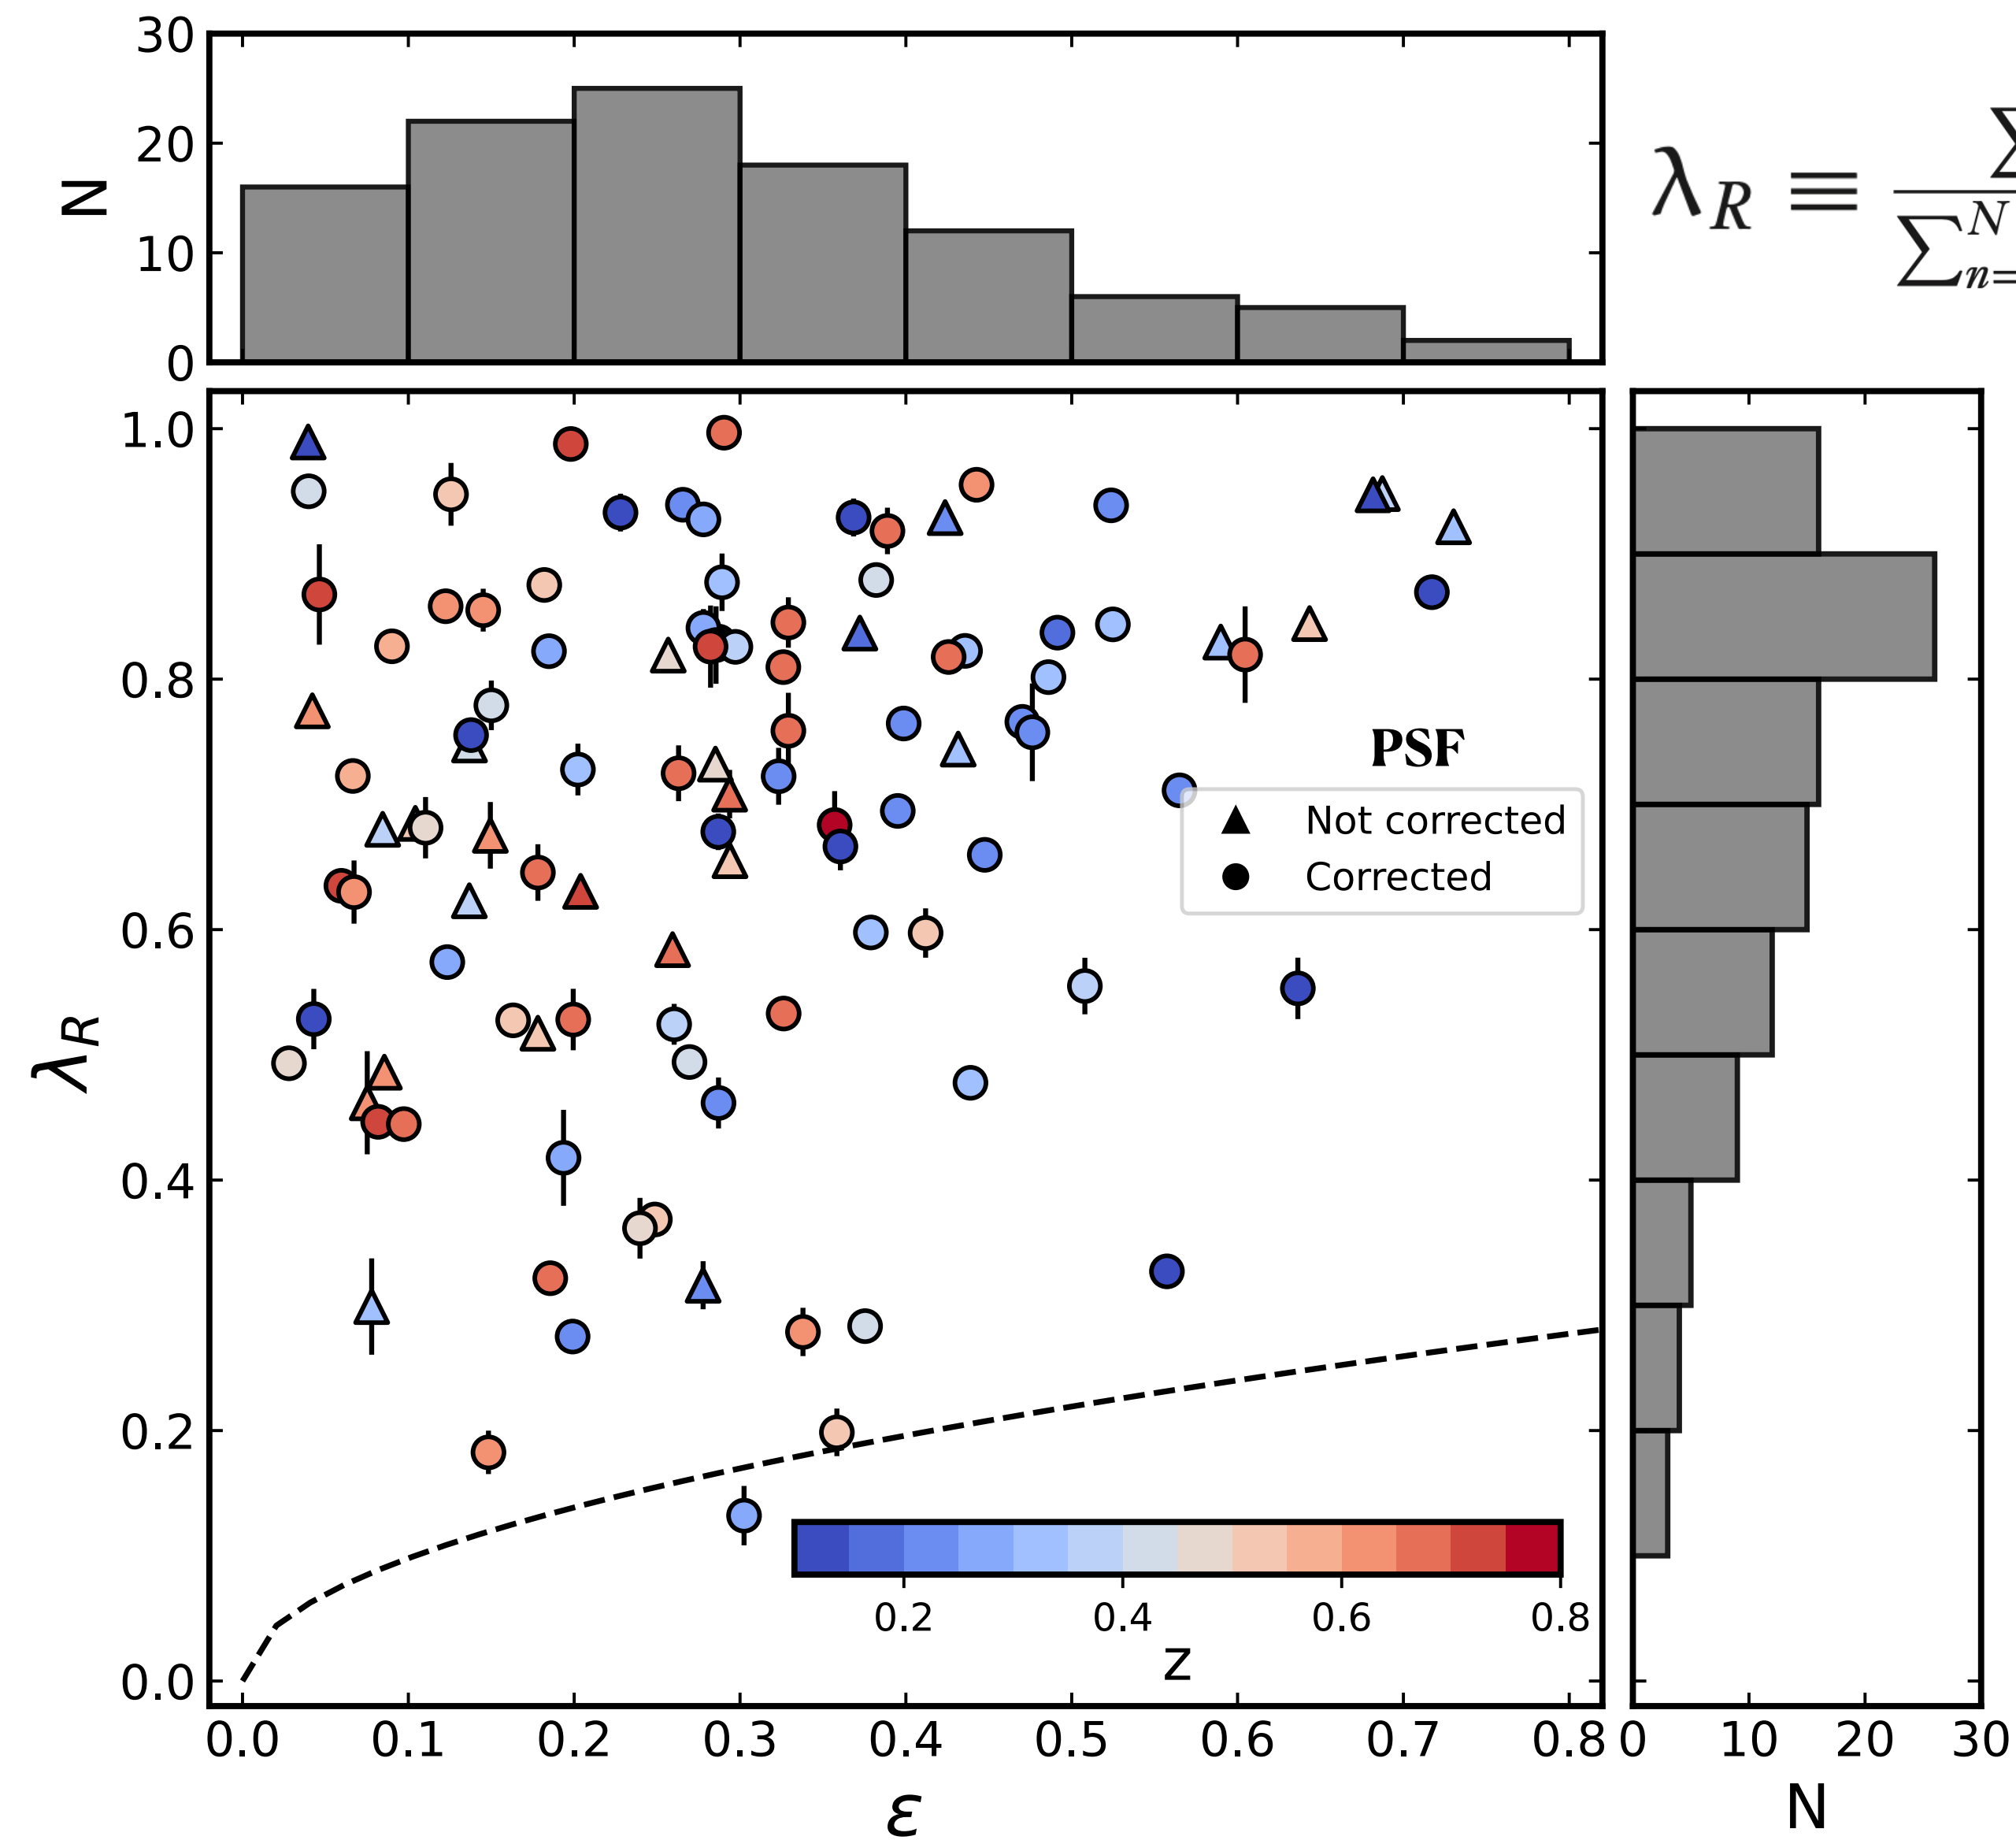 30
20
10
0
N
λR ≡ ∑ / ∑n=N
1.0
0.8
0.6
0.4
0.2
0.0
λR
PSF
Not corrected
Corrected
0.2 0.4 0.6 0.8
z
0.0 0.1 0.2 0.3 0.4 0.5 0.6 0.7 0.8
ε
0 10 20 30
N